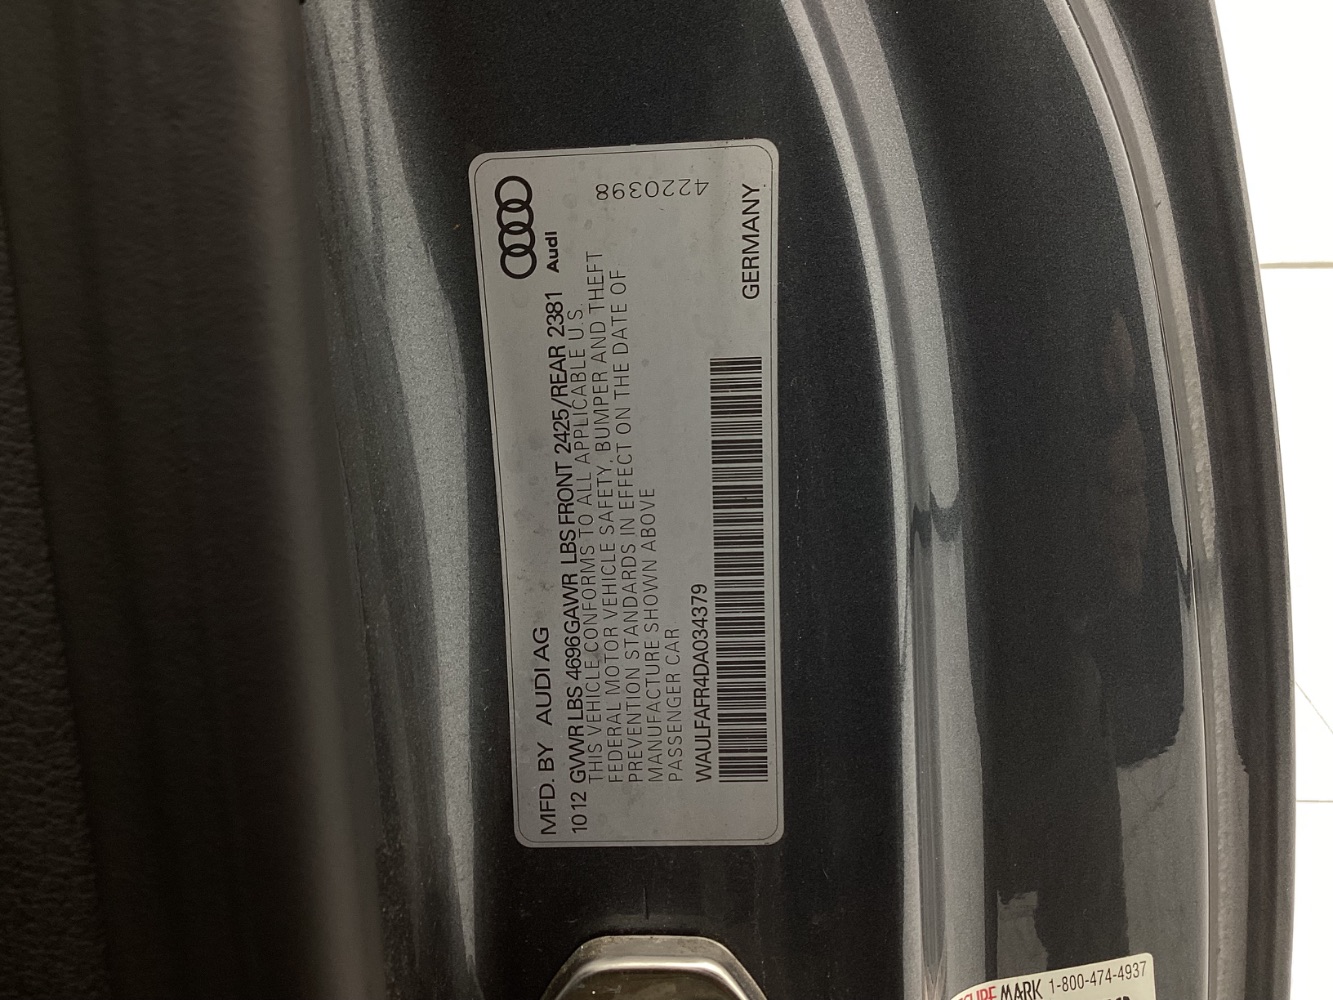 MFD. BY AUDI AG
Audi
1012 GVWR LBS 4696 GAWR LBS FRONT 2425/REAR 2381
THIS VEHICLE CONFORMS TO ALL APPLICABLE U.S.
FEDERAL MOTOR VEHICLE SAFETY, BUMPER AND THEFT
PREVENTION STANDARDS IN EFFECT ON THE DATE OF
MANUFACTURE SHOWN ABOVE
PASSENGER CAR
WAULFAFR4DA034379
GERMANY
4220398
MARK 1-800-474-4937